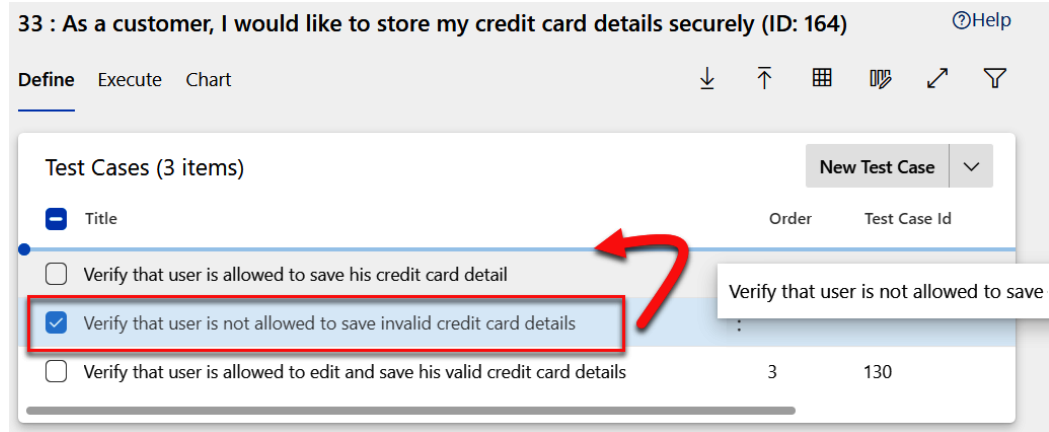 33 : As a customer, I would like to store my credit card details securely (ID: 164)
Help
Define Execute Chart
Test Cases (3 items)
New Test Case
Title Order Test Case Id
Verify that user is allowed to save his credit card detail
Verify that user is not allowed to save
Verify that user is not allowed to save invalid credit card details
Verify that user is allowed to edit and save his valid credit card details 3 130